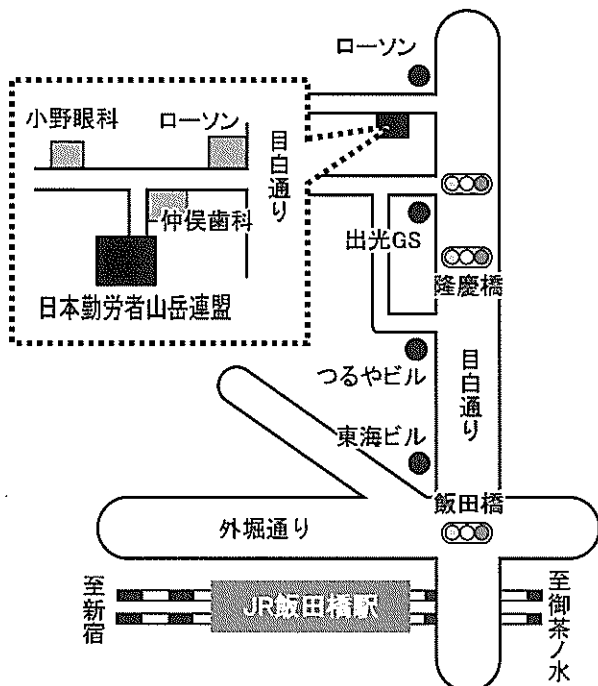 ローソン
小野眼科
ローソン
目白通り
仲俣歯科
日本勤労者山岳連盟
出光GS
隆慶橋
つるやビル
目白通り
東海ビル
飯田橋
外堀通り
至新宿
JR飯田橋駅
至御茶ノ水